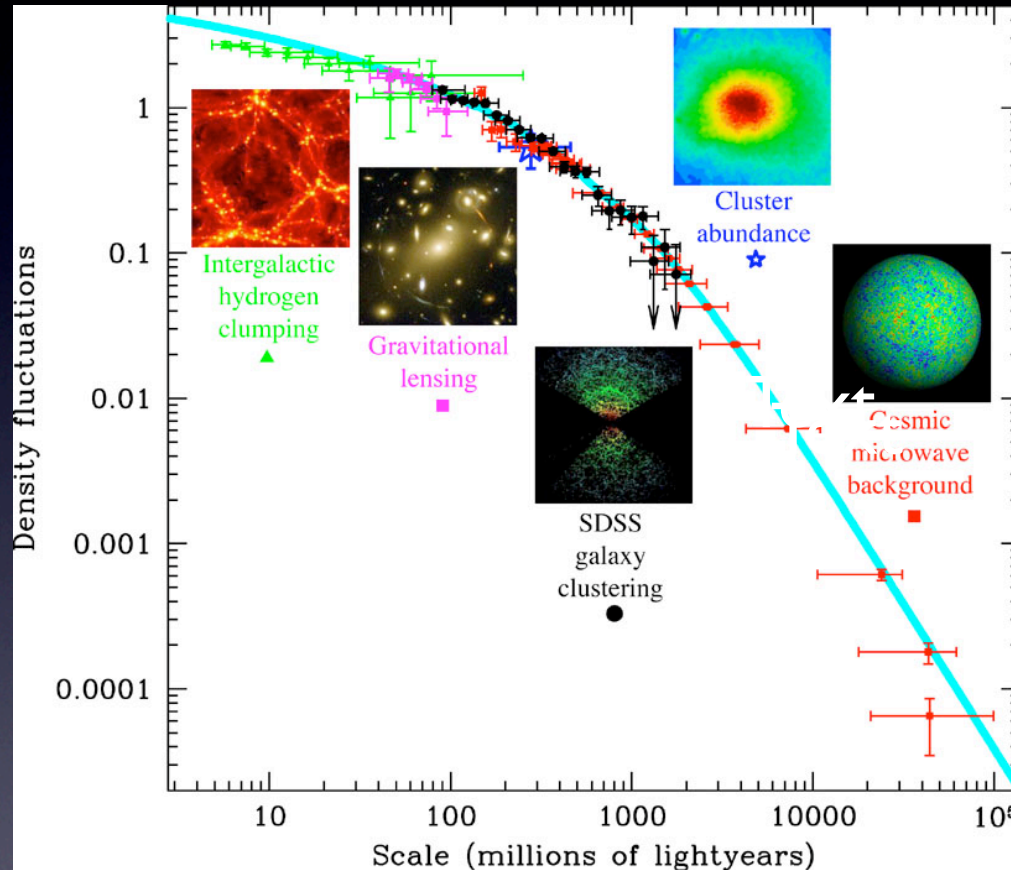 Density fluctuations
1
0.1
0.01
0.001
0.0001
Intergalactic
hydrogen
clumping
Gravitational
lensing
SDSS
galaxy
clustering
Cluster
abundance
Cosmic
microwave
background
10
100
1000
10000
Scale (millions of lightyears)